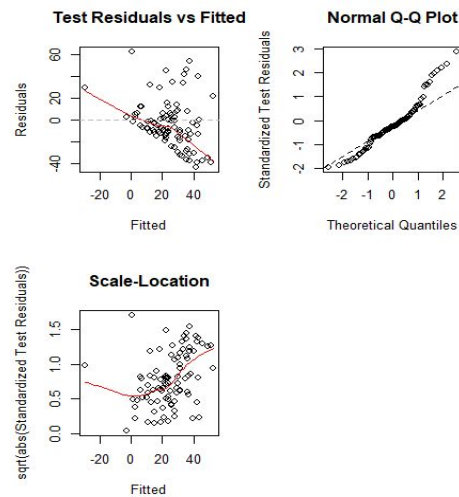 Test Residuals vs Fitted
Residuals
60
20
0
-40
-20 0 20 40
Fitted
Normal Q-Q Plot
Standardized Test Residuals
3
2
1
0
-1
-2
-2 -1 0 1 2
Theoretical Quantiles
Scale-Location
sqrt(abs(Standardized Test Residuals))
1.5
1.0
0.5
0.0
-20 0 20 40
Fitted